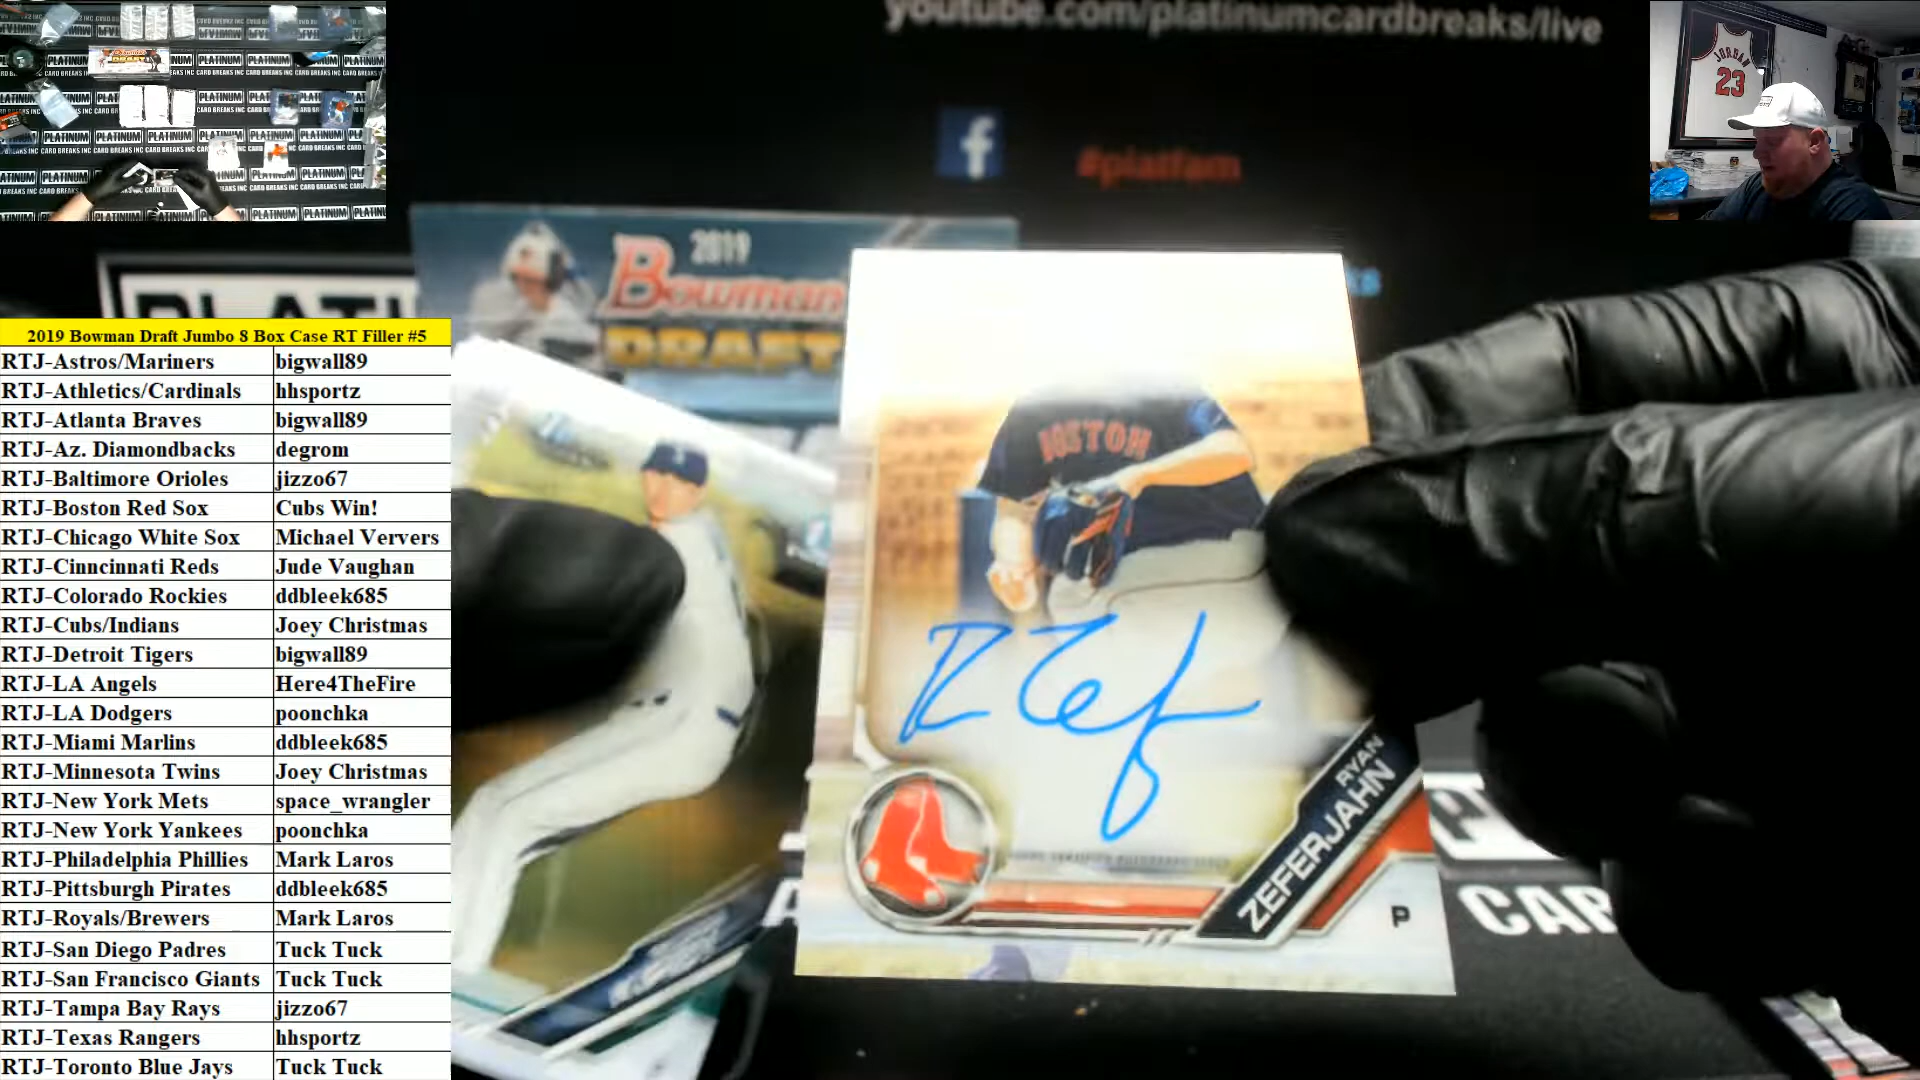 youtube.com/platinumcardbreaks/live
f
#platfam
JORDAN
23
2019
Bowman
DRAFT
PLATINUM
CARD BREAKS INC
2019 Bowman Draft Jumbo 8 Box Case RT Filler #5
RTJ-Astros/Mariners bigwall89
RTJ-Athletics/Cardinals hhsportz
RTJ-Atlanta Braves bigwall89
RTJ-Az. Diamondbacks degrom
RTJ-Baltimore Orioles jizzo67
RTJ-Boston Red Sox Cubs Win!
RTJ-Chicago White Sox Michael Ververs
RTJ-Cinncinnati Reds Jude Vaughan
RTJ-Colorado Rockies ddbleek685
RTJ-Cubs/Indians Joey Christmas
RTJ-Detroit Tigers bigwall89
RTJ-LA Angels Here4TheFire
RTJ-LA Dodgers poonchka
RTJ-Miami Marlins ddbleek685
RTJ-Minnesota Twins Joey Christmas
RTJ-New York Mets space_wrangler
RTJ-New York Yankees poonchka
RTJ-Philadelphia Phillies Mark Laros
RTJ-Pittsburgh Pirates ddbleek685
RTJ-Royals/Brewers Mark Laros
RTJ-San Diego Padres Tuck Tuck
RTJ-San Francisco Giants Tuck Tuck
RTJ-Tampa Bay Rays jizzo67
RTJ-Texas Rangers hhsportz
RTJ-Toronto Blue Jays Tuck Tuck
BOSTON
RYAN
ZEFERJAHN
P